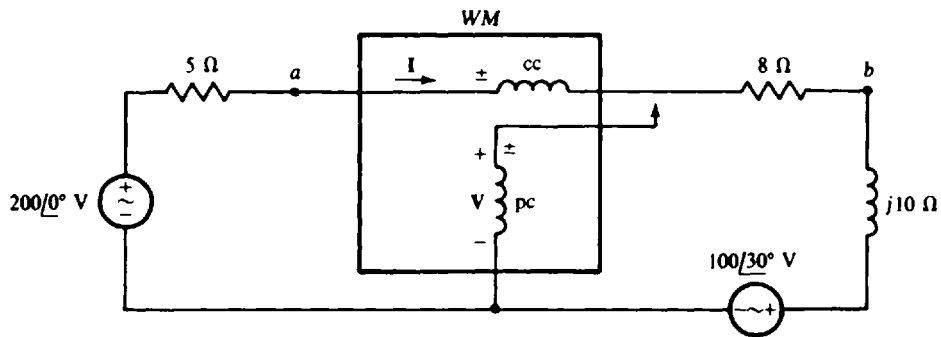 WM
5 Ω
a
I
±
cc
8 Ω
b
+
±
200/0° V
+
~
−
V
pc
−
j10 Ω
100/30° V
−~+